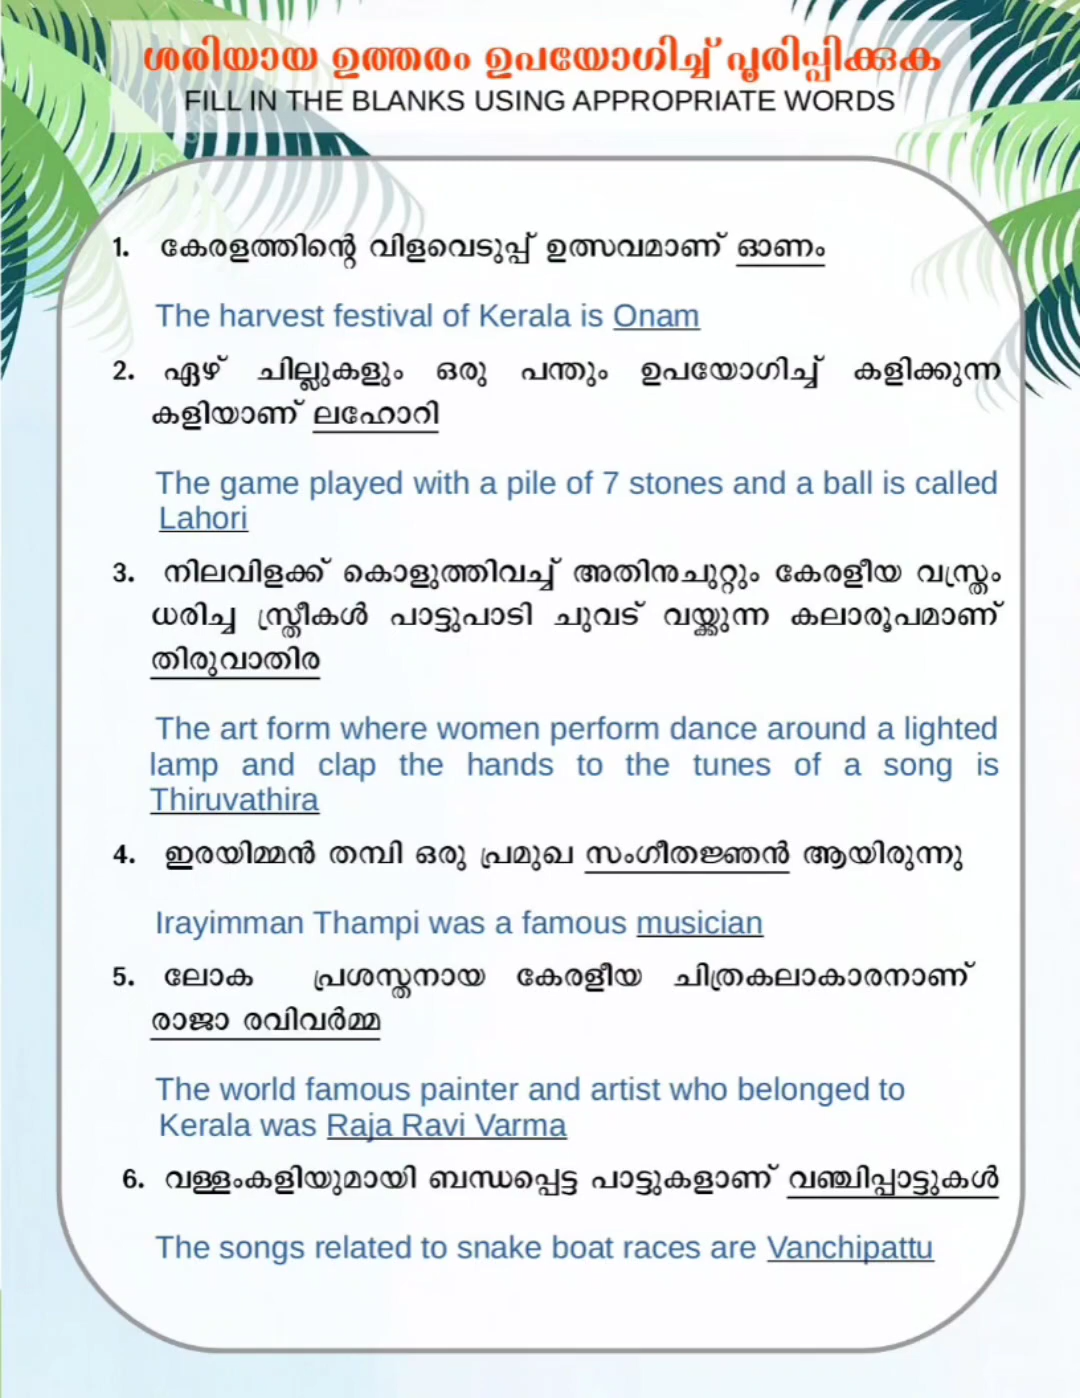 ശരിയായ ഉത്തരം ഉപയോഗിച്ച് പൂരിപ്പിക്കുക
FILL IN THE BLANKS USING APPROPRIATE WORDS
1. കേരളത്തിന്റെ വിളവെടുപ്പ് ഉത്സവമാണ് ഓണം
The harvest festival of Kerala is Onam
2. ഏഴ് ചില്ലുകളും ഒരു പന്തും ഉപയോഗിച്ച് കളിക്കുന്ന
കളിയാണ് ലഹോറി
The game played with a pile of 7 stones and a ball is called
Lahori
3. നിലവിളക്ക് കൊളുത്തിവച്ച് അതിനുചുറ്റും കേരളീയ വസ്ത്രം
ധരിച്ച സ്ത്രീകൾ പാട്ടുപാടി ചുവട് വയ്ക്കുന്ന കലാരൂപമാണ്
തിരുവാതിര
The art form where women perform dance around a lighted
lamp and clap the hands to the tunes of a song is
Thiruvathira
4. ഇരയിമ്മൻ തമ്പി ഒരു പ്രമുഖ സംഗീതജ്ഞൻ ആയിരുന്നു
Irayimman Thampi was a famous musician
5. ലോക പ്രശസ്തനായ കേരളീയ ചിത്രകലാകാരനാണ്
രാജാ രവിവർമ്മ
The world famous painter and artist who belonged to
Kerala was Raja Ravi Varma
6. വള്ളംകളിയുമായി ബന്ധപ്പെട്ട പാട്ടുകളാണ് വഞ്ചിപ്പാട്ടുകൾ
The songs related to snake boat races are Vanchipattu